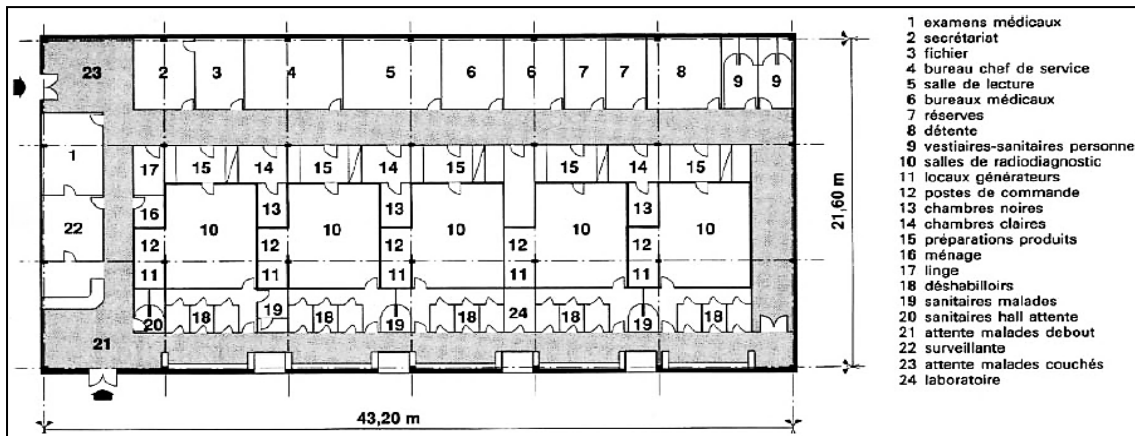 23 2 3 4 5 6 6 7 7 8 9 9
1 17 15 14 15 14 15 15 14 15
16 13 13 13
22 10 10 10 10 10
12 12 12 12 12
11 11 11 11 11
20 18 19 18 19 18 24 18 19 18
21
43,20 m
21,60 m
1 examens médicaux
2 secrétariat
3 fichier
4 bureau chef de service
5 salle de lecture
6 bureaux médicaux
7 réserves
8 détente
9 vestiaires-sanitaires personne
10 salles de radiodiagnostic
11 locaux générateurs
12 postes de commande
13 chambres noires
14 chambres claires
15 préparations produits
16 ménage
17 linge
18 déshabilloirs
19 sanitaires malades
20 sanitaires hall attente
21 attente malades debout
22 surveillante
23 attente malades couchés
24 laboratoire